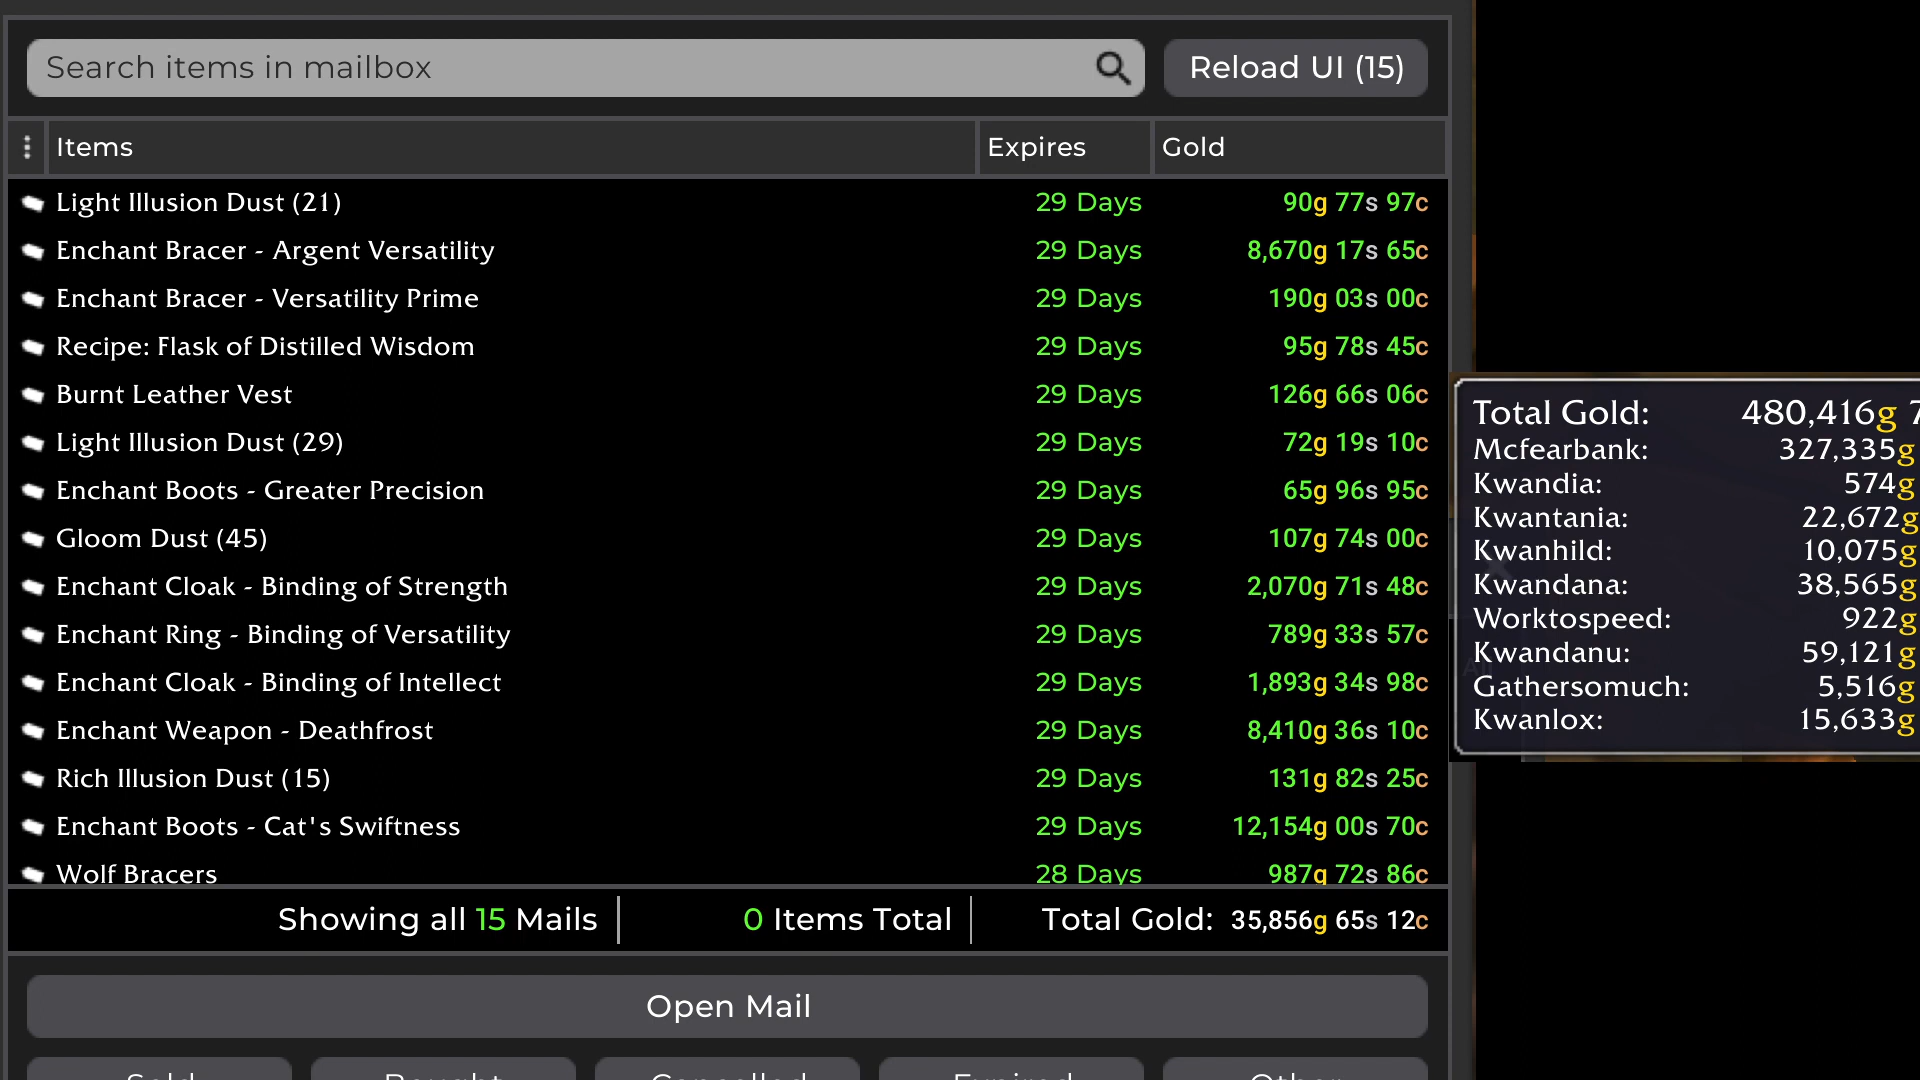 Search items in mailbox
Reload UI (15)
Items Expires Gold
Light Illusion Dust (21) 29 Days 90g 77s 97c
Enchant Bracer - Argent Versatility 29 Days 8,670g 17s 65c
Enchant Bracer - Versatility Prime 29 Days 190g 03s 00c
Recipe: Flask of Distilled Wisdom 29 Days 95g 78s 45c
Burnt Leather Vest 29 Days 126g 66s 06c
Light Illusion Dust (29) 29 Days 72g 19s 10c
Enchant Boots - Greater Precision 29 Days 65g 96s 95c
Gloom Dust (45) 29 Days 107g 74s 00c
Enchant Cloak - Binding of Strength 29 Days 2,070g 71s 48c
Enchant Ring - Binding of Versatility 29 Days 789g 33s 57c
Enchant Cloak - Binding of Intellect 29 Days 1,893g 34s 98c
Enchant Weapon - Deathfrost 29 Days 8,410g 36s 10c
Rich Illusion Dust (15) 29 Days 131g 82s 25c
Enchant Boots - Cat's Swiftness 29 Days 12,154g 00s 70c
Wolf Bracers 28 Days 987g 72s 86c
Showing all 15 Mails 0 Items Total Total Gold: 35,856g 65s 12c
Open Mail
Sold Bought Cancelled Expired Other
Total Gold: 480,416g 7
Mcfearbank: 327,335g
Kwandia: 574g
Kwantania: 22,672g
Kwanhild: 10,075g
Kwandana: 38,565g
Worktospeed: 922g
Kwandanu: 59,121g
Gathersomuch: 5,516g
Kwanlox: 15,633g